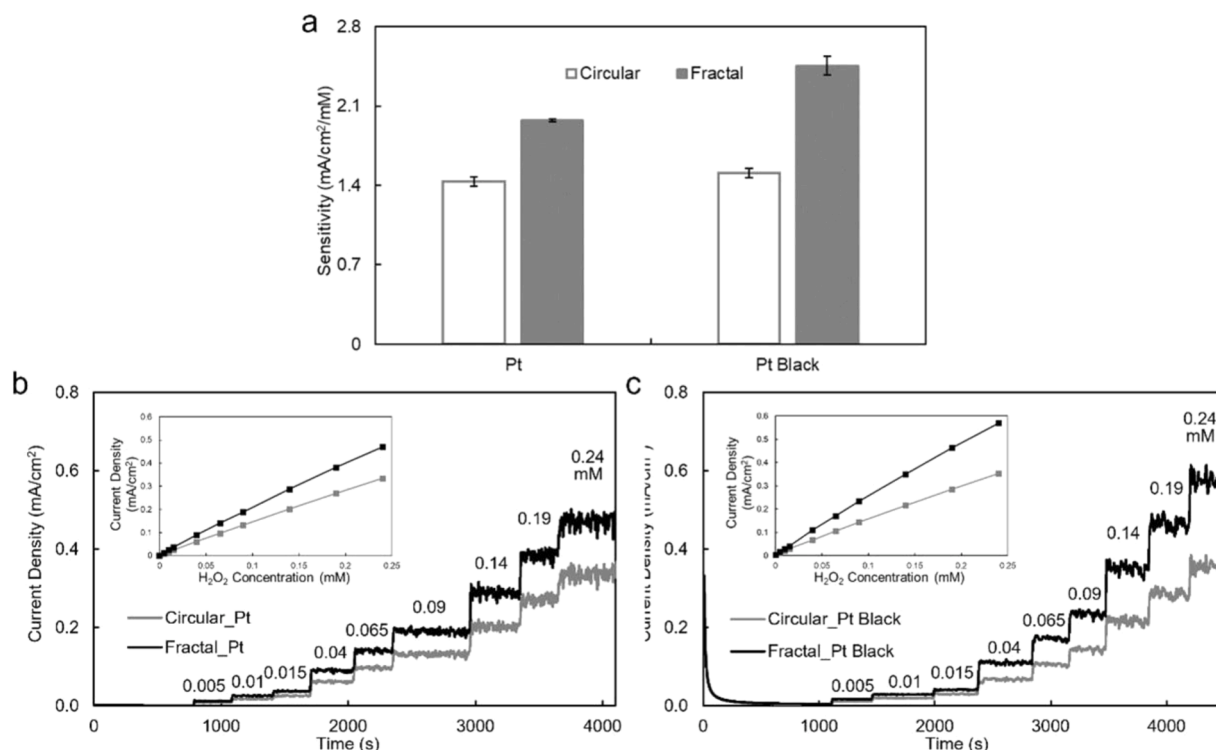 a
2.8
2.1
1.4
0.7
0
Sensitivity (mA/cm²/mM)
Circular
Fractal
Pt
Pt Black
b
0.8
0.6
0.4
0.2
0.0
Current Density (mA/cm²)
0.6
0.5
0.4
0.3
0.2
0.1
0
Current Density
(mA/cm²)
0 0.05 0.1 0.15 0.2 0.25
H₂O₂ Concentration (mM)
Circular_Pt
Fractal_Pt
0.005
0.01
0.015
0.04
0.065
0.09
0.14
0.19
0.24
mM
0 1000 2000 3000 4000
Time (s)
c
0.8
0.6
0.4
0.2
0.0
Current Density (mA/cm²)
0.6
0.5
0.4
0.3
0.2
0.1
0
Current Density
(mA/cm²)
0 0.05 0.1 0.15 0.2 0.25
H₂O₂ Concentration (mM)
Circular_Pt Black
Fractal_Pt Black
0.005
0.01
0.015
0.04
0.065
0.09
0.14
0.19
0.24
mM
0 1000 2000 3000 4000
Time (s)